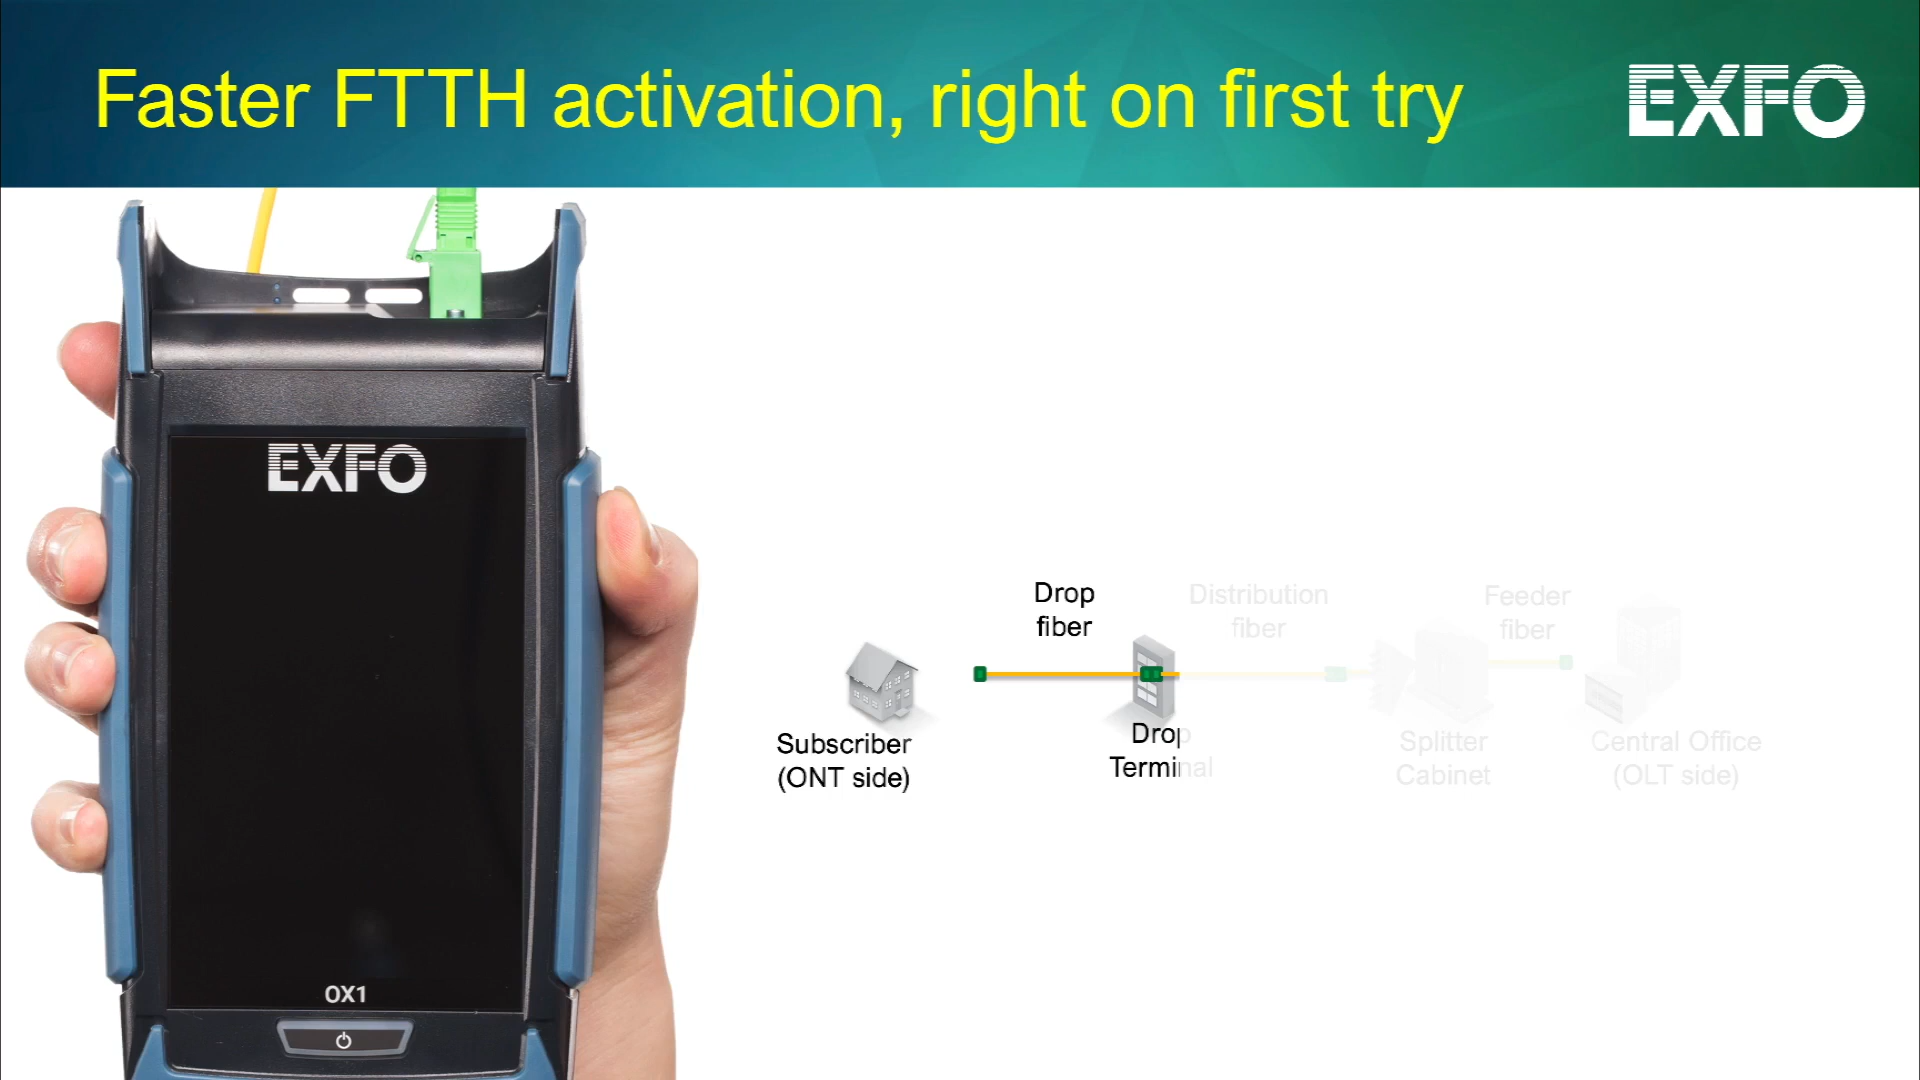 Faster FTTH activation, right on first try
EXFO
EXFO
OX1
Drop
fiber
Distribution
fiber
Feeder
fiber
Subscriber
(ONT side)
Drop
Terminal
Splitter
Cabinet
Central Office
(OLT side)